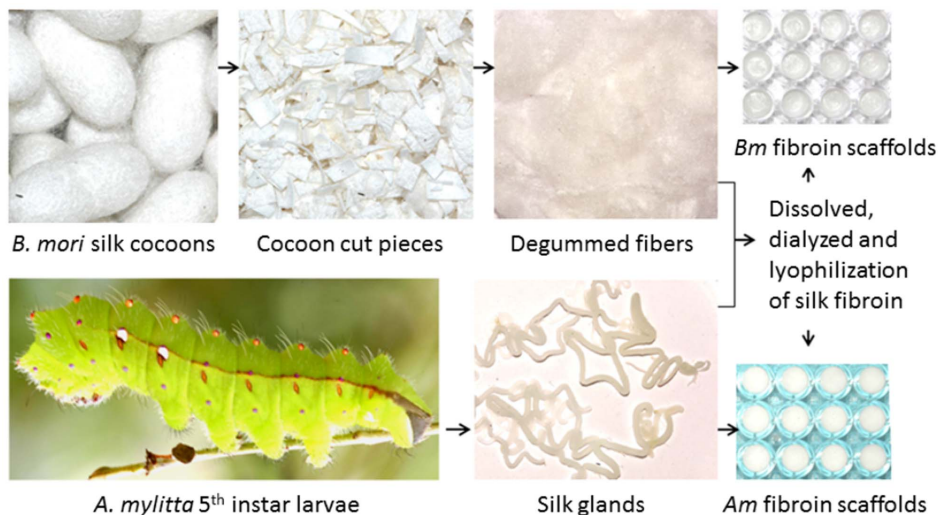 Bm fibroin scaffolds
B. mori silk cocoons
Cocoon cut pieces
Degummed fibers
Dissolved,
dialyzed and
lyophilization
of silk fibroin
A. mylitta 5th instar larvae
Silk glands
Am fibroin scaffolds